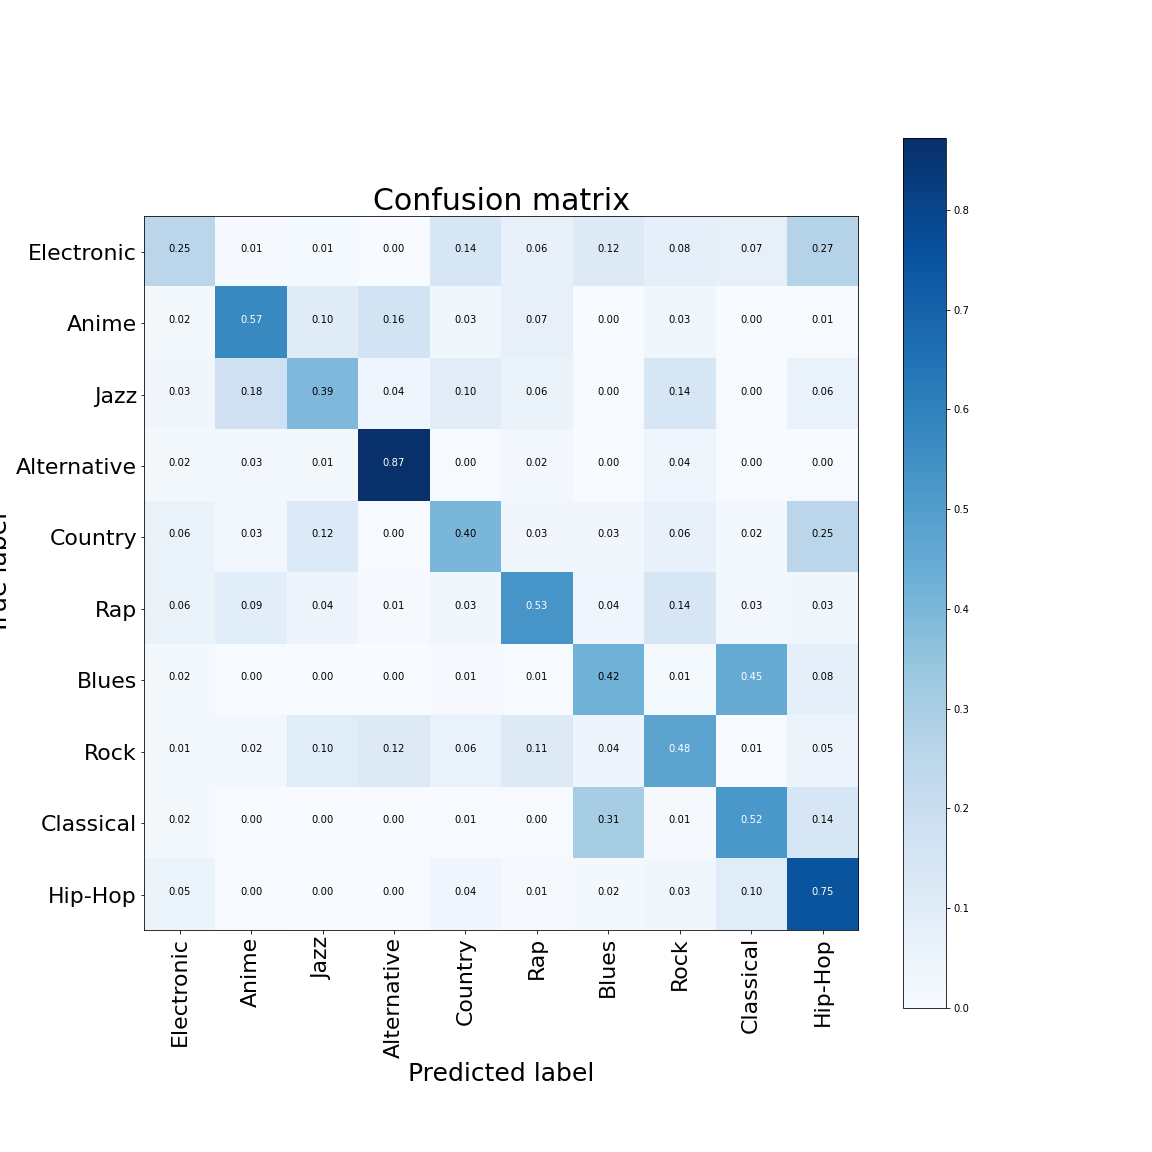 Confusion matrix
Electronic 0.25 0.01 0.01 0.00 0.14 0.06 0.12 0.08 0.07 0.27
Anime 0.02 0.57 0.10 0.16 0.03 0.07 0.00 0.03 0.00 0.01
Jazz 0.03 0.18 0.39 0.04 0.10 0.06 0.00 0.14 0.00 0.06
Alternative 0.02 0.03 0.01 0.87 0.00 0.02 0.00 0.04 0.00 0.00
Country 0.06 0.03 0.12 0.00 0.40 0.03 0.03 0.06 0.02 0.25
Rap 0.06 0.09 0.04 0.01 0.03 0.53 0.04 0.14 0.03 0.03
Blues 0.02 0.00 0.00 0.00 0.01 0.01 0.42 0.01 0.45 0.08
Rock 0.01 0.02 0.10 0.12 0.06 0.11 0.04 0.48 0.01 0.05
Classical 0.02 0.00 0.00 0.00 0.01 0.00 0.31 0.01 0.52 0.14
Hip-Hop 0.05 0.00 0.00 0.00 0.04 0.01 0.02 0.03 0.10 0.75
Electronic Anime Jazz Alternative Country Rap Blues Rock Classical Hip-Hop
Predicted label
0.8
0.7
0.6
0.5
0.4
0.3
0.2
0.1
0.0